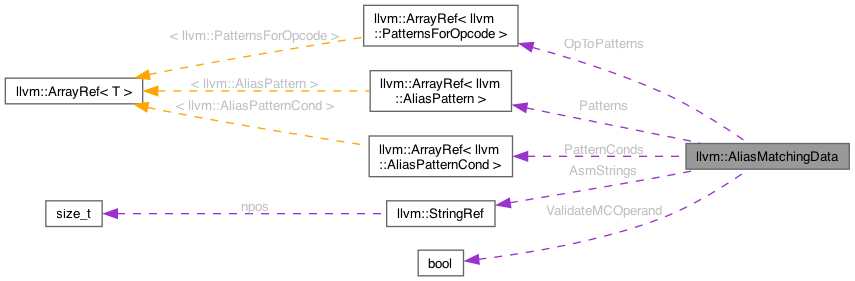 llvm::ArrayRef< llvm
::PatternsForOpcode >
< llvm::PatternsForOpcode >
OpToPatterns
llvm::ArrayRef< T >
< llvm::AliasPattern >
llvm::ArrayRef< llvm
::AliasPattern >
Patterns
< llvm::AliasPatternCond >
llvm::ArrayRef< llvm
::AliasPatternCond >
PatternConds
llvm::AliasMatchingData
AsmStrings
size_t
npos
llvm::StringRef
ValidateMCOperand
bool